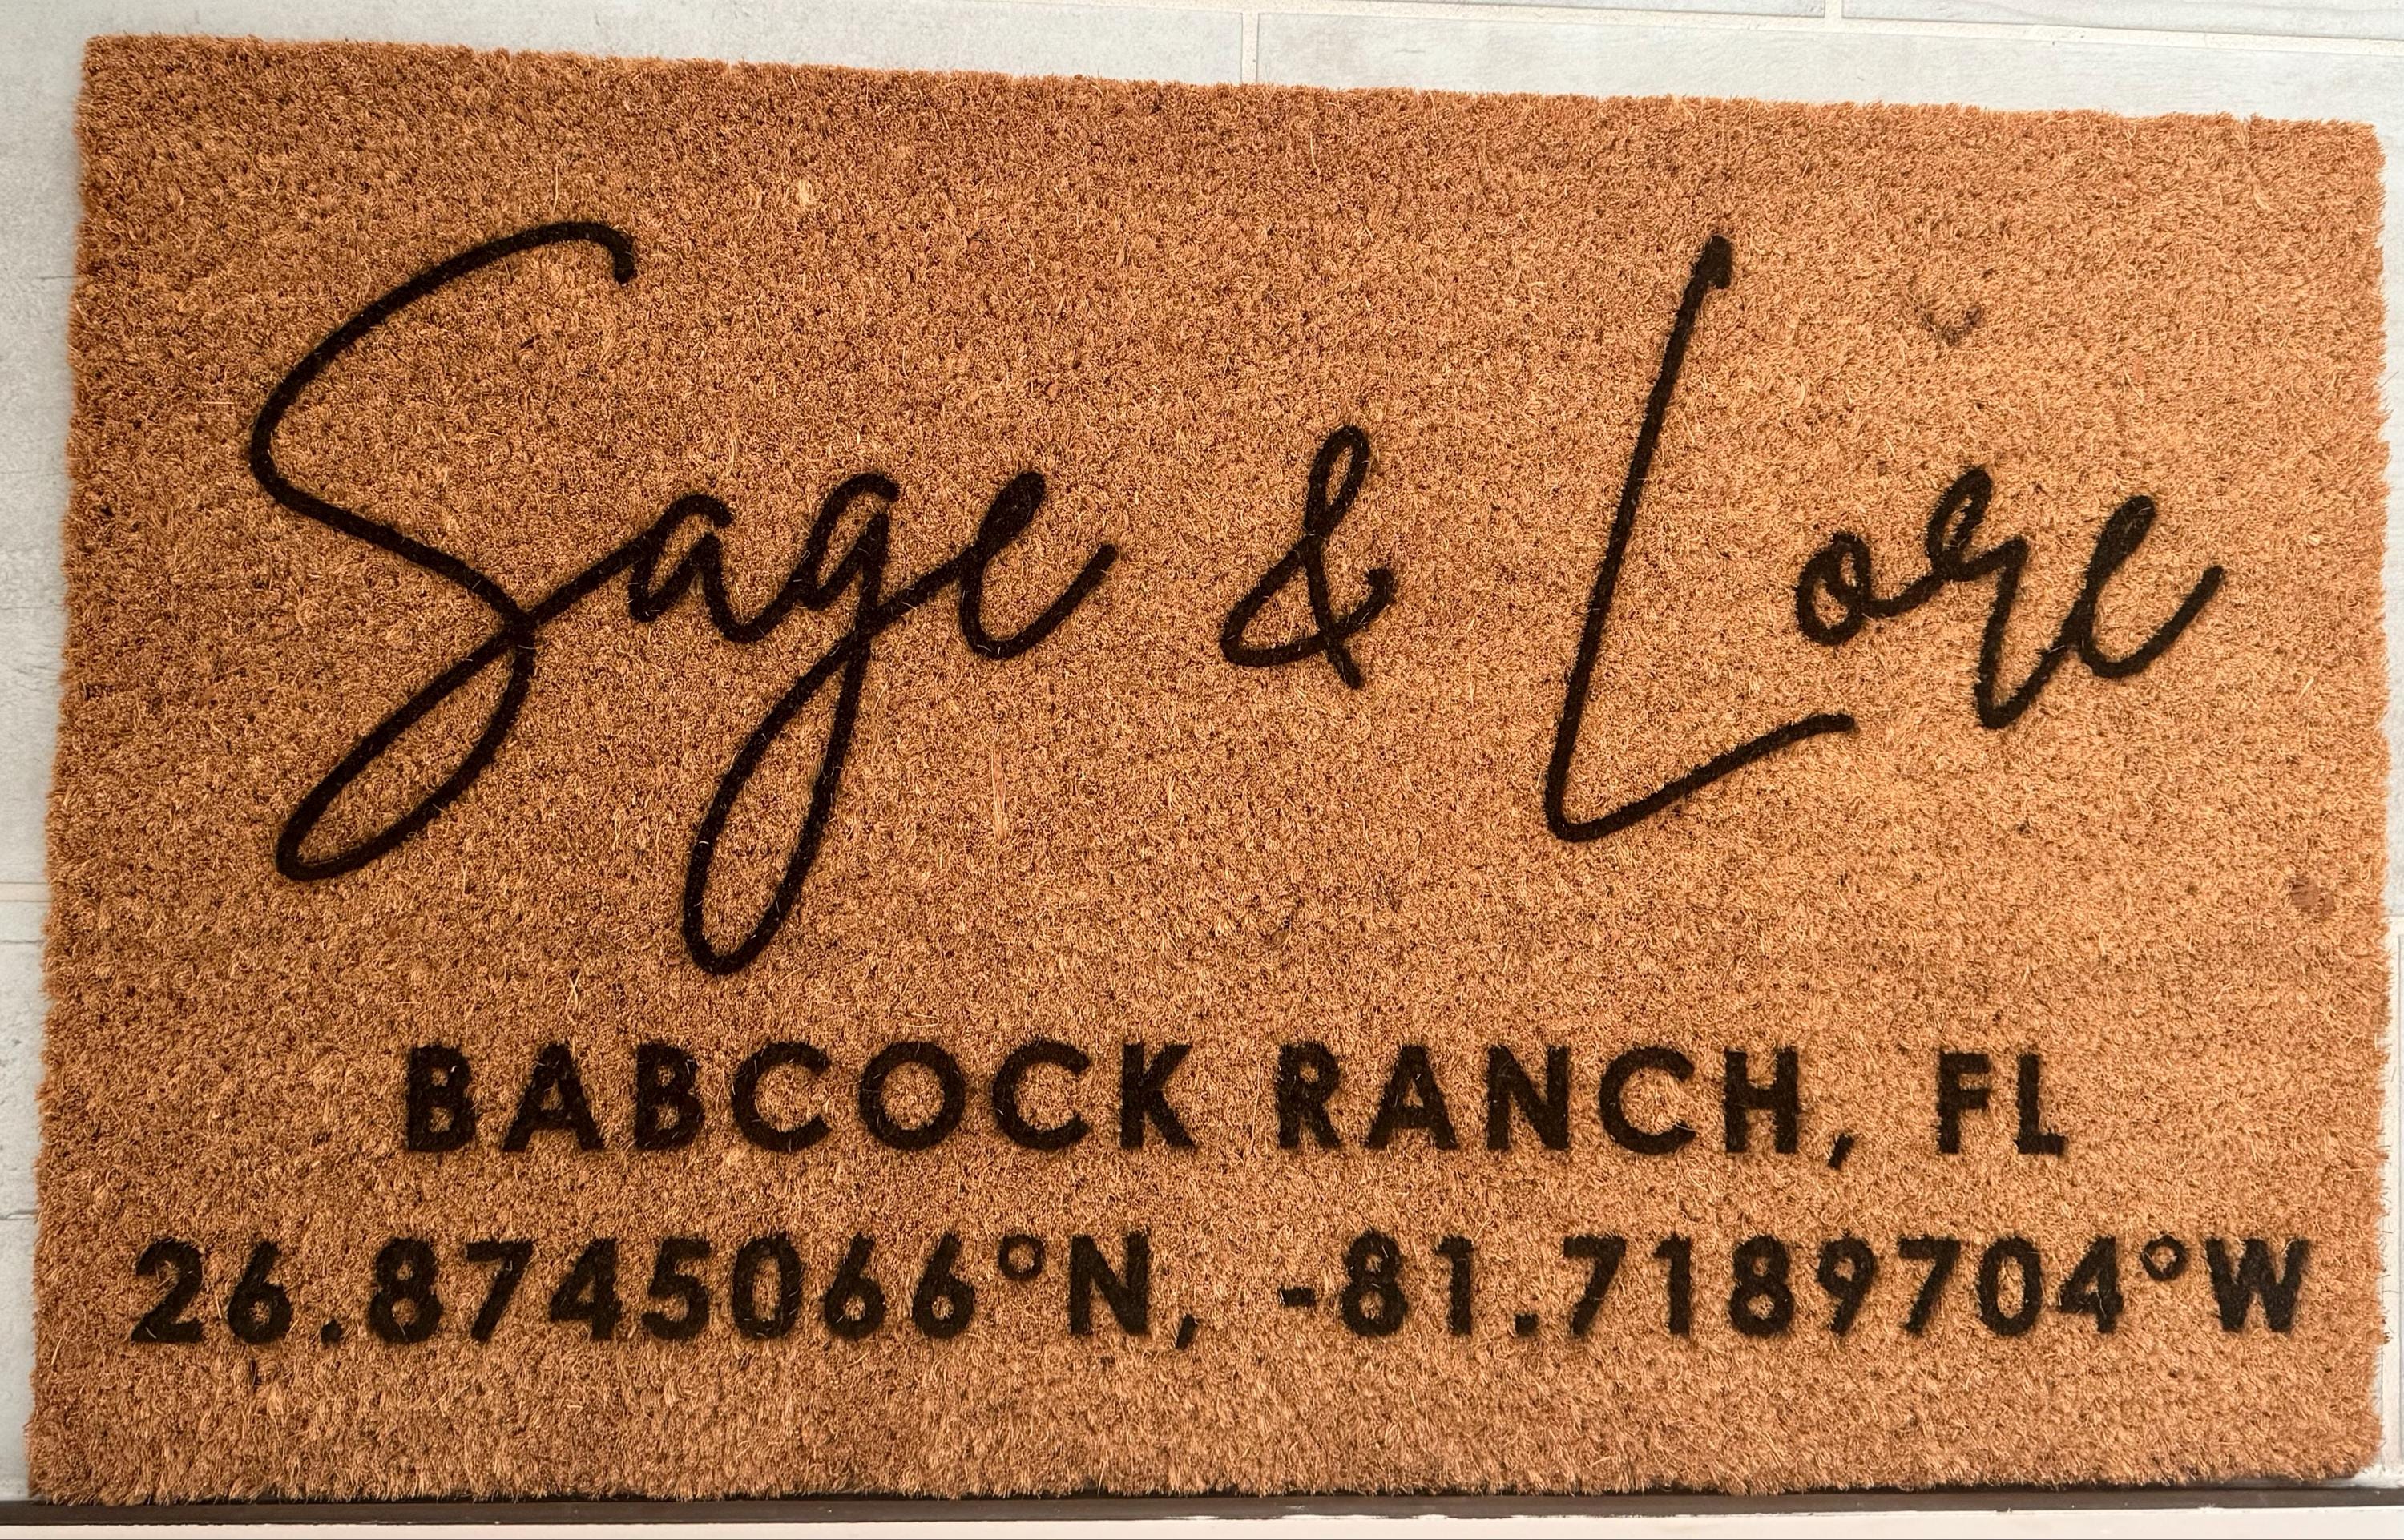 Sage & Lore
BABCOCK RANCH, FL
26.8745066°N, -81.7189704°W